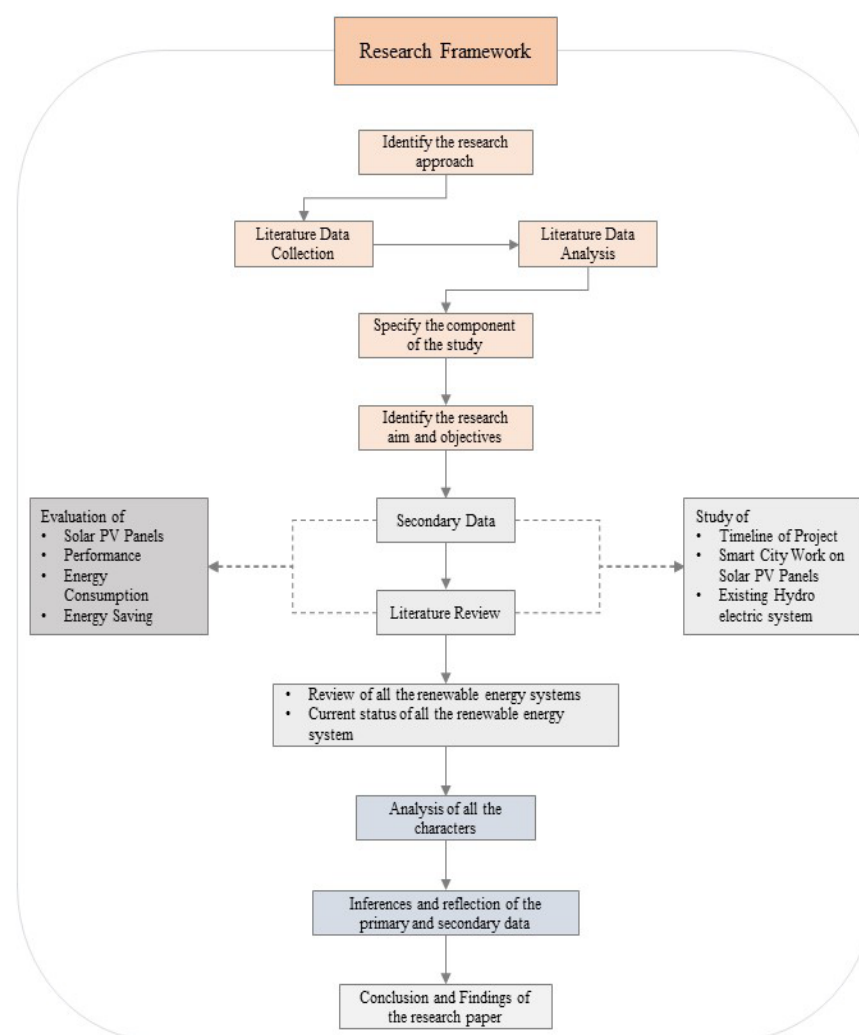 Research Framework
Identify the research
approach
Literature Data
Collection
Literature Data
Analysis
Specify the component
of the study
Identify the research
aim and objectives
Secondary Data
Evaluation of
• Solar PV Panels
• Performance
• Energy
Consumption
• Energy Saving
Study of
• Timeline of Project
• Smart City Work on
Solar PV Panels
• Existing Hydro
electric system
Literature Review
• Review of all the renewable energy systems
• Current status of all the renewable energy
system
Analysis of all the
characters
Inferences and reflection of the
primary and secondary data
Conclusion and Findings of
the research paper